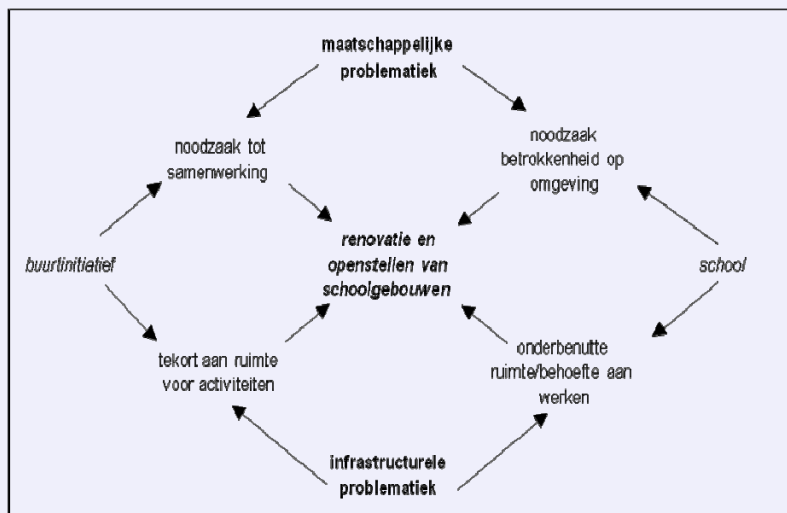 maatschappelijke
problematiek
noodzaak tot
samenwerking
noodzaak
betrokkenheid op
omgeving
buurtinitiatief
renovatie en
openstellen van
schoolgebouwen
school
tekort aan ruimte
voor activiteiten
onderbenutte
ruimte/behoefte aan
werken
infrastructurele
problematiek